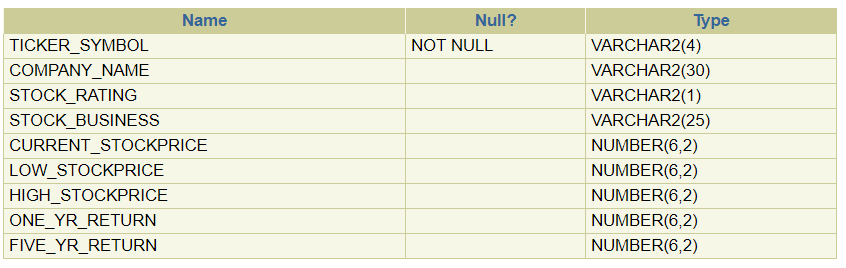 Name Null? Type
TICKER_SYMBOL NOT NULL VARCHAR2(4)
COMPANY_NAME VARCHAR2(30)
STOCK_RATING VARCHAR2(1)
STOCK_BUSINESS VARCHAR2(25)
CURRENT_STOCKPRICE NUMBER(6,2)
LOW_STOCKPRICE NUMBER(6,2)
HIGH_STOCKPRICE NUMBER(6,2)
ONE_YR_RETURN NUMBER(6,2)
FIVE_YR_RETURN NUMBER(6,2)